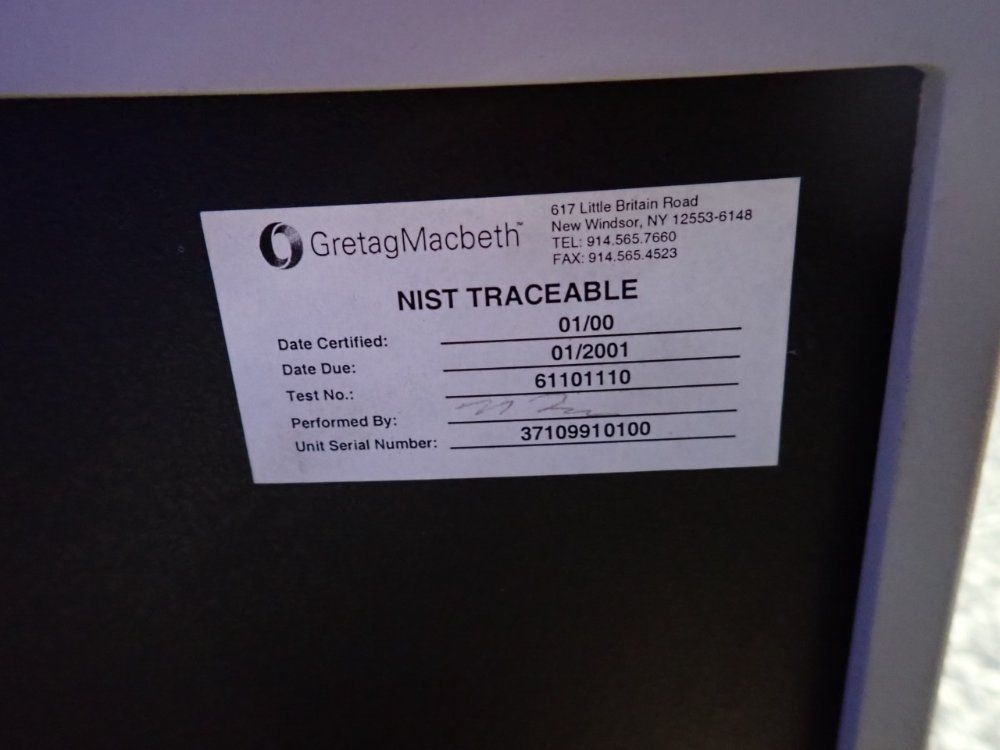 GretagMacbeth™
617 Little Britain Road
New Windsor, NY 12553-6148
TEL: 914.565.7660
FAX: 914.565.4523
NIST TRACEABLE
Date Certified: 01/00
Date Due: 01/2001
Test No.: 61101110
Performed By:
Unit Serial Number: 37109910100